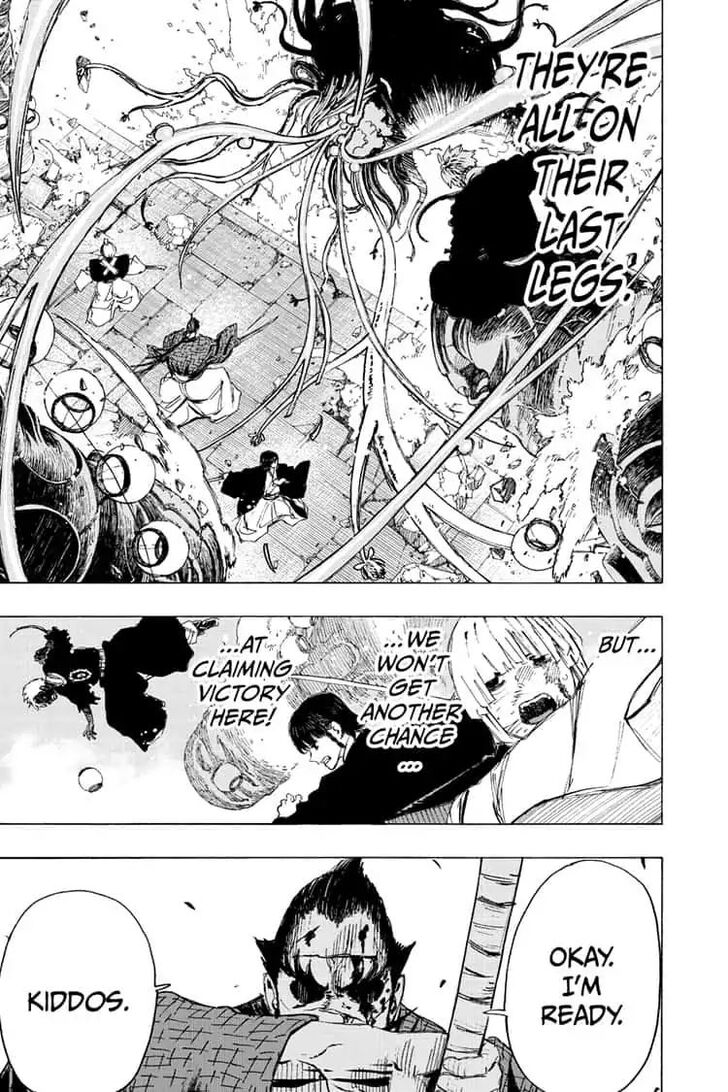 THEY'RE
ALL ON
THEIR
LAST
LEGS.
BUT...
...WE
WON'T
GET
ANOTHER
CHANCE
...
...AT
CLAIMING
VICTORY
HERE!
OKAY.
I'M
READY.
KIDDOS.